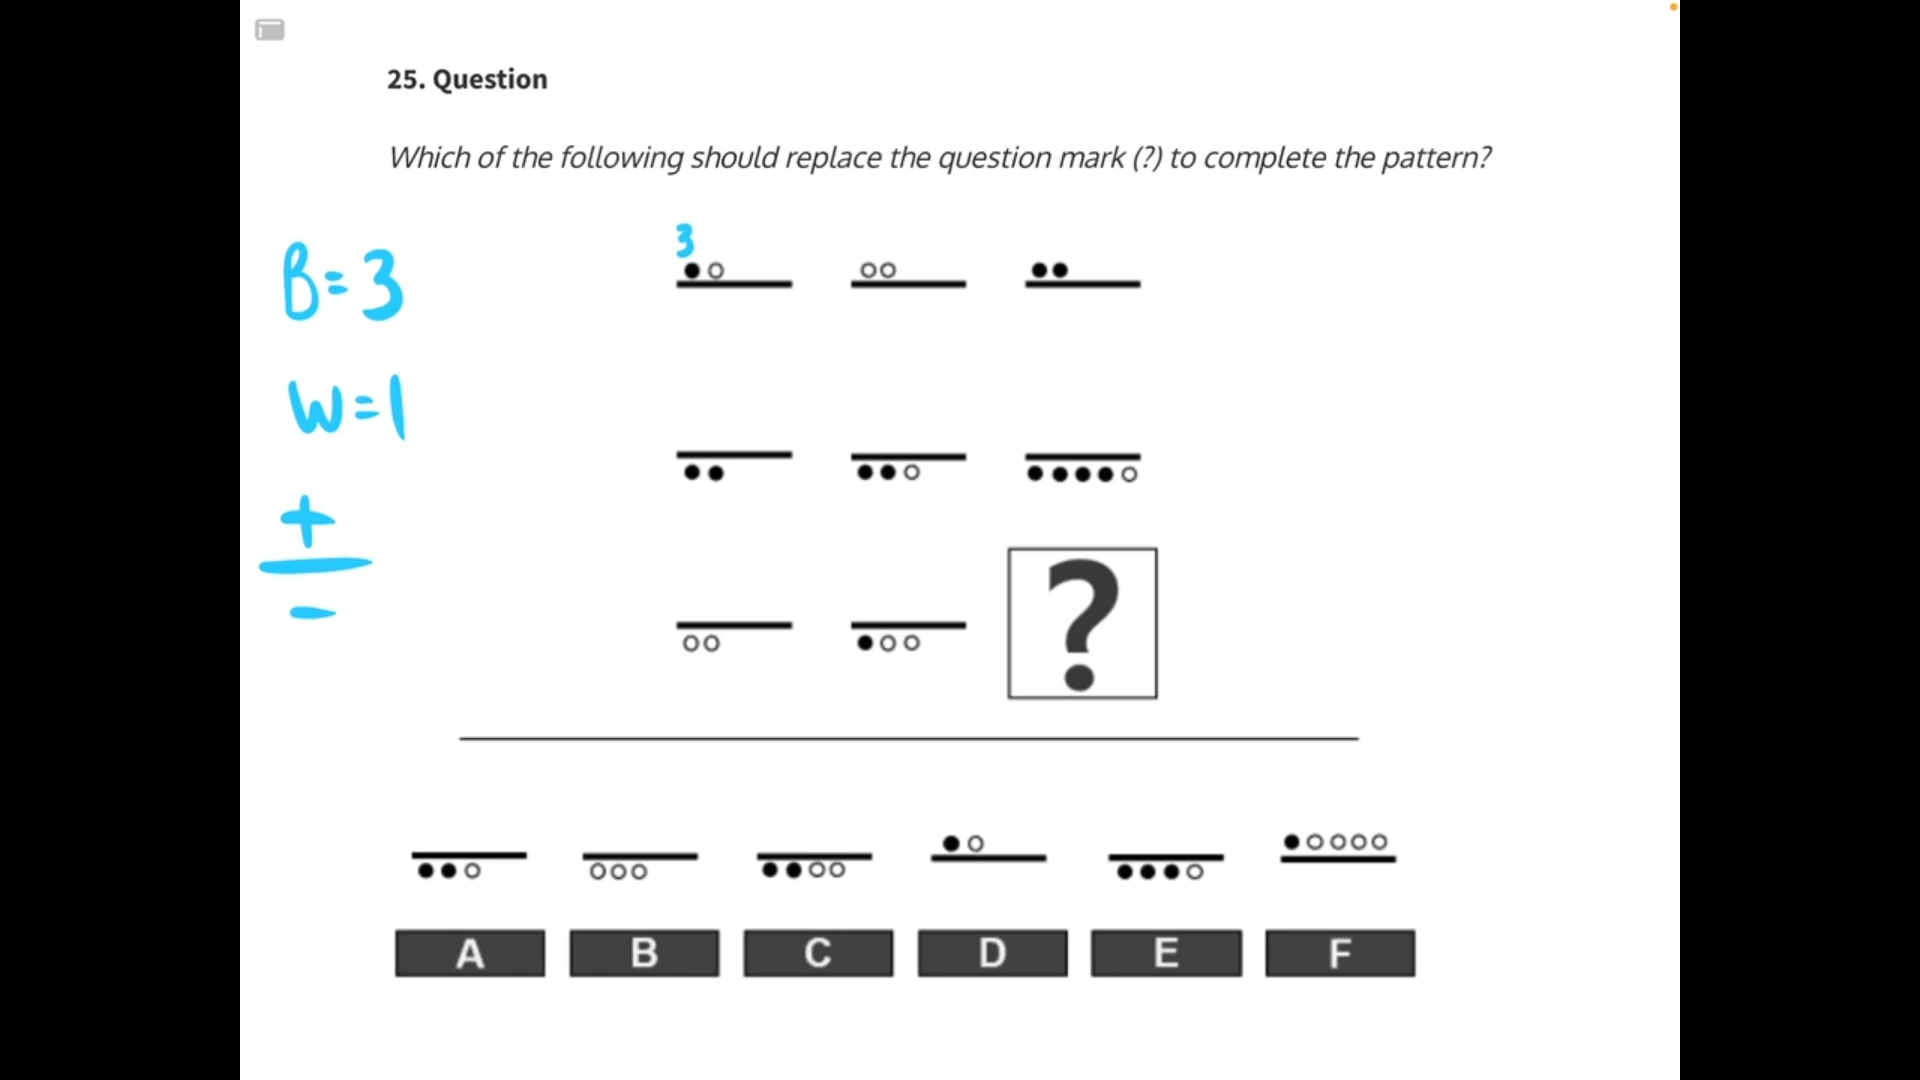 25. Question
Which of the following should replace the question mark (?) to complete the pattern?
3
B=3
W=1
+
-
?
A B C D E F